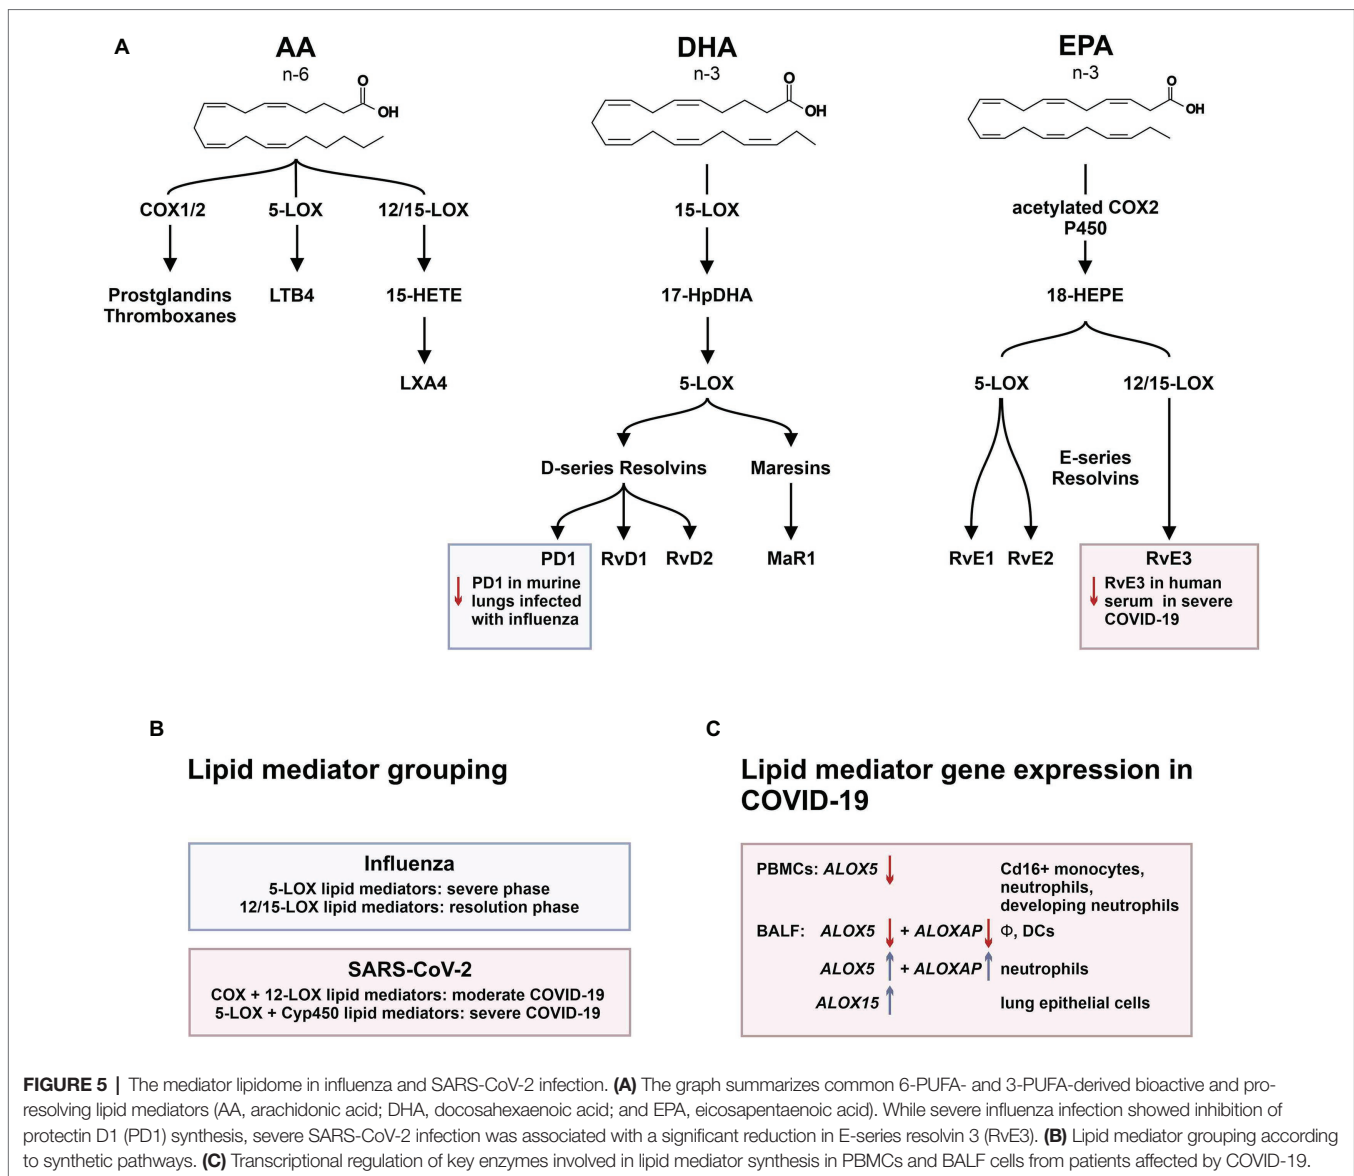 A
AA
n-6
O
OH
DHA
n-3
O
OH
EPA
n-3
O
OH
COX1/2
5-LOX
12/15-LOX
15-LOX
acetylated COX2
P450
Prostglandins
Thromboxanes
LTB4
15-HETE
17-HpDHA
18-HEPE
LXA4
5-LOX
5-LOX
12/15-LOX
D-series Resolvins
Maresins
E-series
Resolvins
PD1
RvD1
RvD2
MaR1
RvE1
RvE2
RvE3
PD1 in murine
lungs infected
with influenza
RvE3 in human
serum in severe
COVID-19
B
Lipid mediator grouping
Influenza
5-LOX lipid mediators: severe phase
12/15-LOX lipid mediators: resolution phase
SARS-CoV-2
COX + 12-LOX lipid mediators: moderate COVID-19
5-LOX + Cyp450 lipid mediators: severe COVID-19
C
Lipid mediator gene expression in
COVID-19
PBMCs: ALOX5 ↓ Cd16+ monocytes,
neutrophils,
developing neutrophils
BALF: ALOX5 ↓ + ALOXAP ↓ Φ, DCs
ALOX5 ↑ + ALOXAP ↑ neutrophils
ALOX15 ↑ lung epithelial cells
FIGURE 5 | The mediator lipidome in influenza and SARS-CoV-2 infection. (A) The graph summarizes common 6-PUFA- and 3-PUFA-derived bioactive and pro-
resolving lipid mediators (AA, arachidonic acid; DHA, docosahexaenoic acid; and EPA, eicosapentaenoic acid). While severe influenza infection showed inhibition of
protectin D1 (PD1) synthesis, severe SARS-CoV-2 infection was associated with a significant reduction in E-series resolvin 3 (RvE3). (B) Lipid mediator grouping according
to synthetic pathways. (C) Transcriptional regulation of key enzymes involved in lipid mediator synthesis in PBMCs and BALF cells from patients affected by COVID-19.